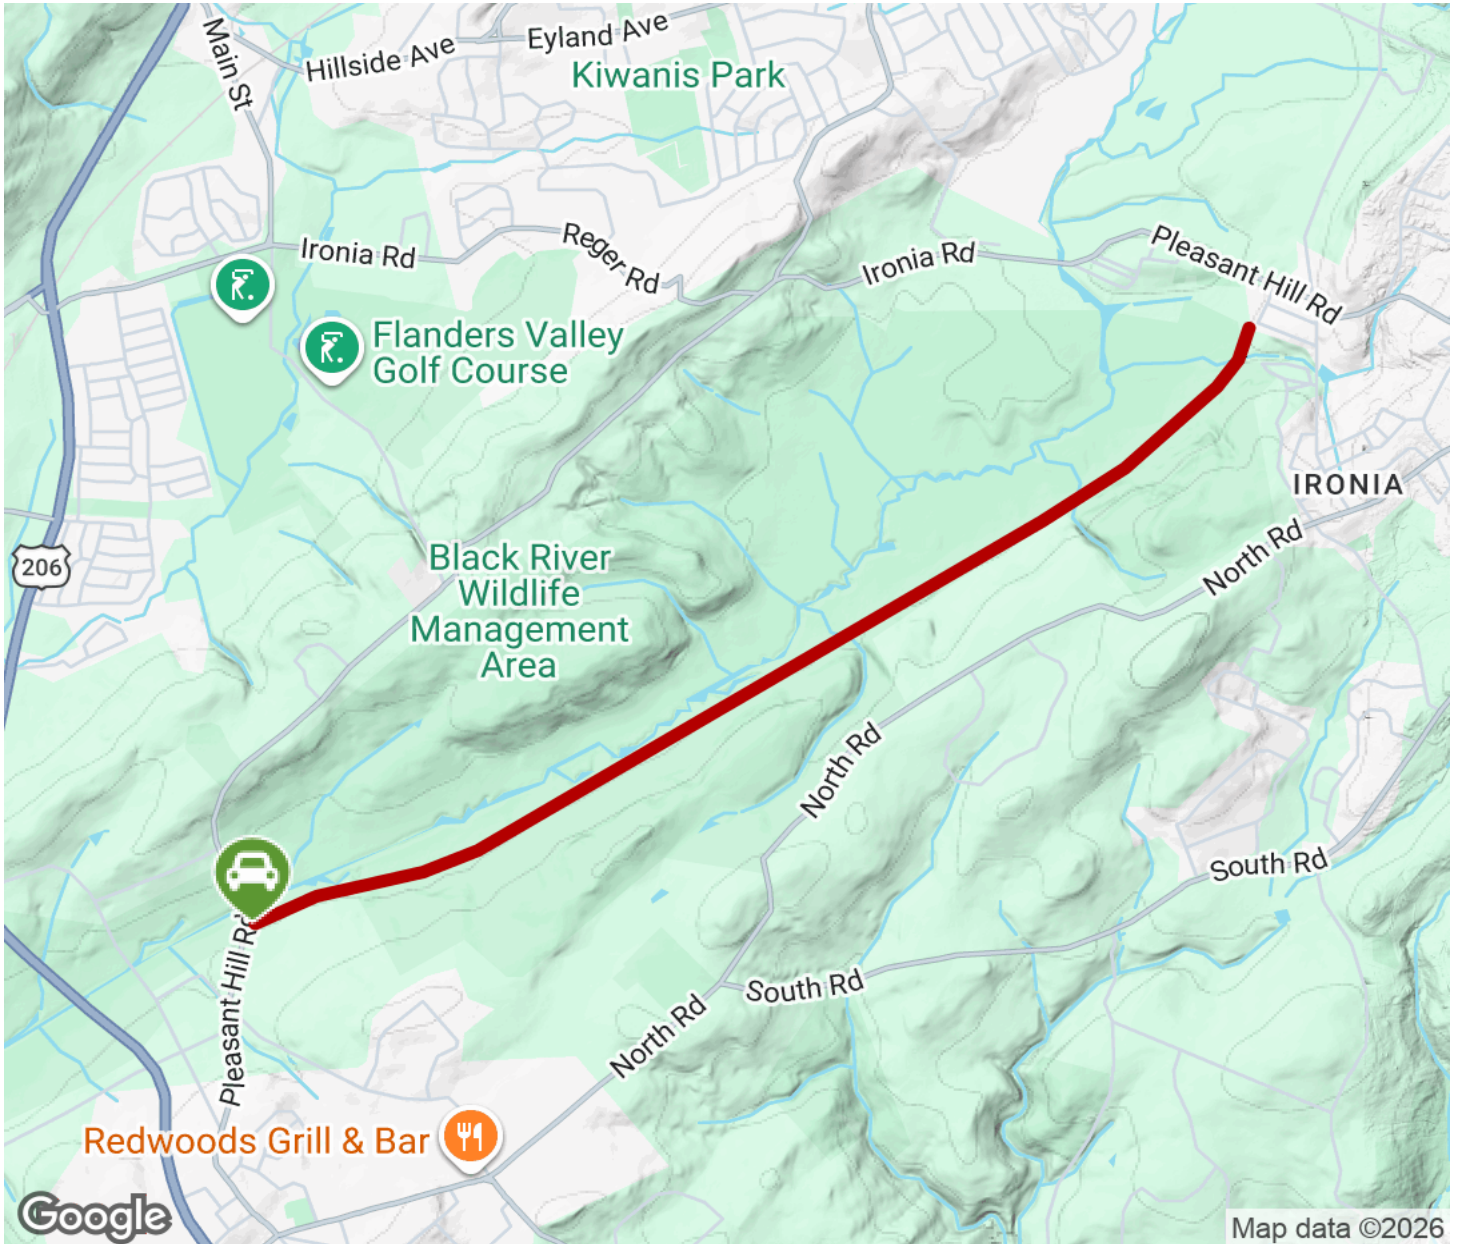 Main St
Hillside Ave
Eyland Ave
Kiwanis Park
Ironia Rd
Reger Rd
Ironia Rd
Pleasant Hill Rd
Flanders Valley
Golf Course
IRONIA
206
Black River
Wildlife
Management
Area
North Rd
North Rd
South Rd
Pleasant Hill Rd
South Rd
North Rd
Redwoods Grill & Bar
Google
Map data ©2026